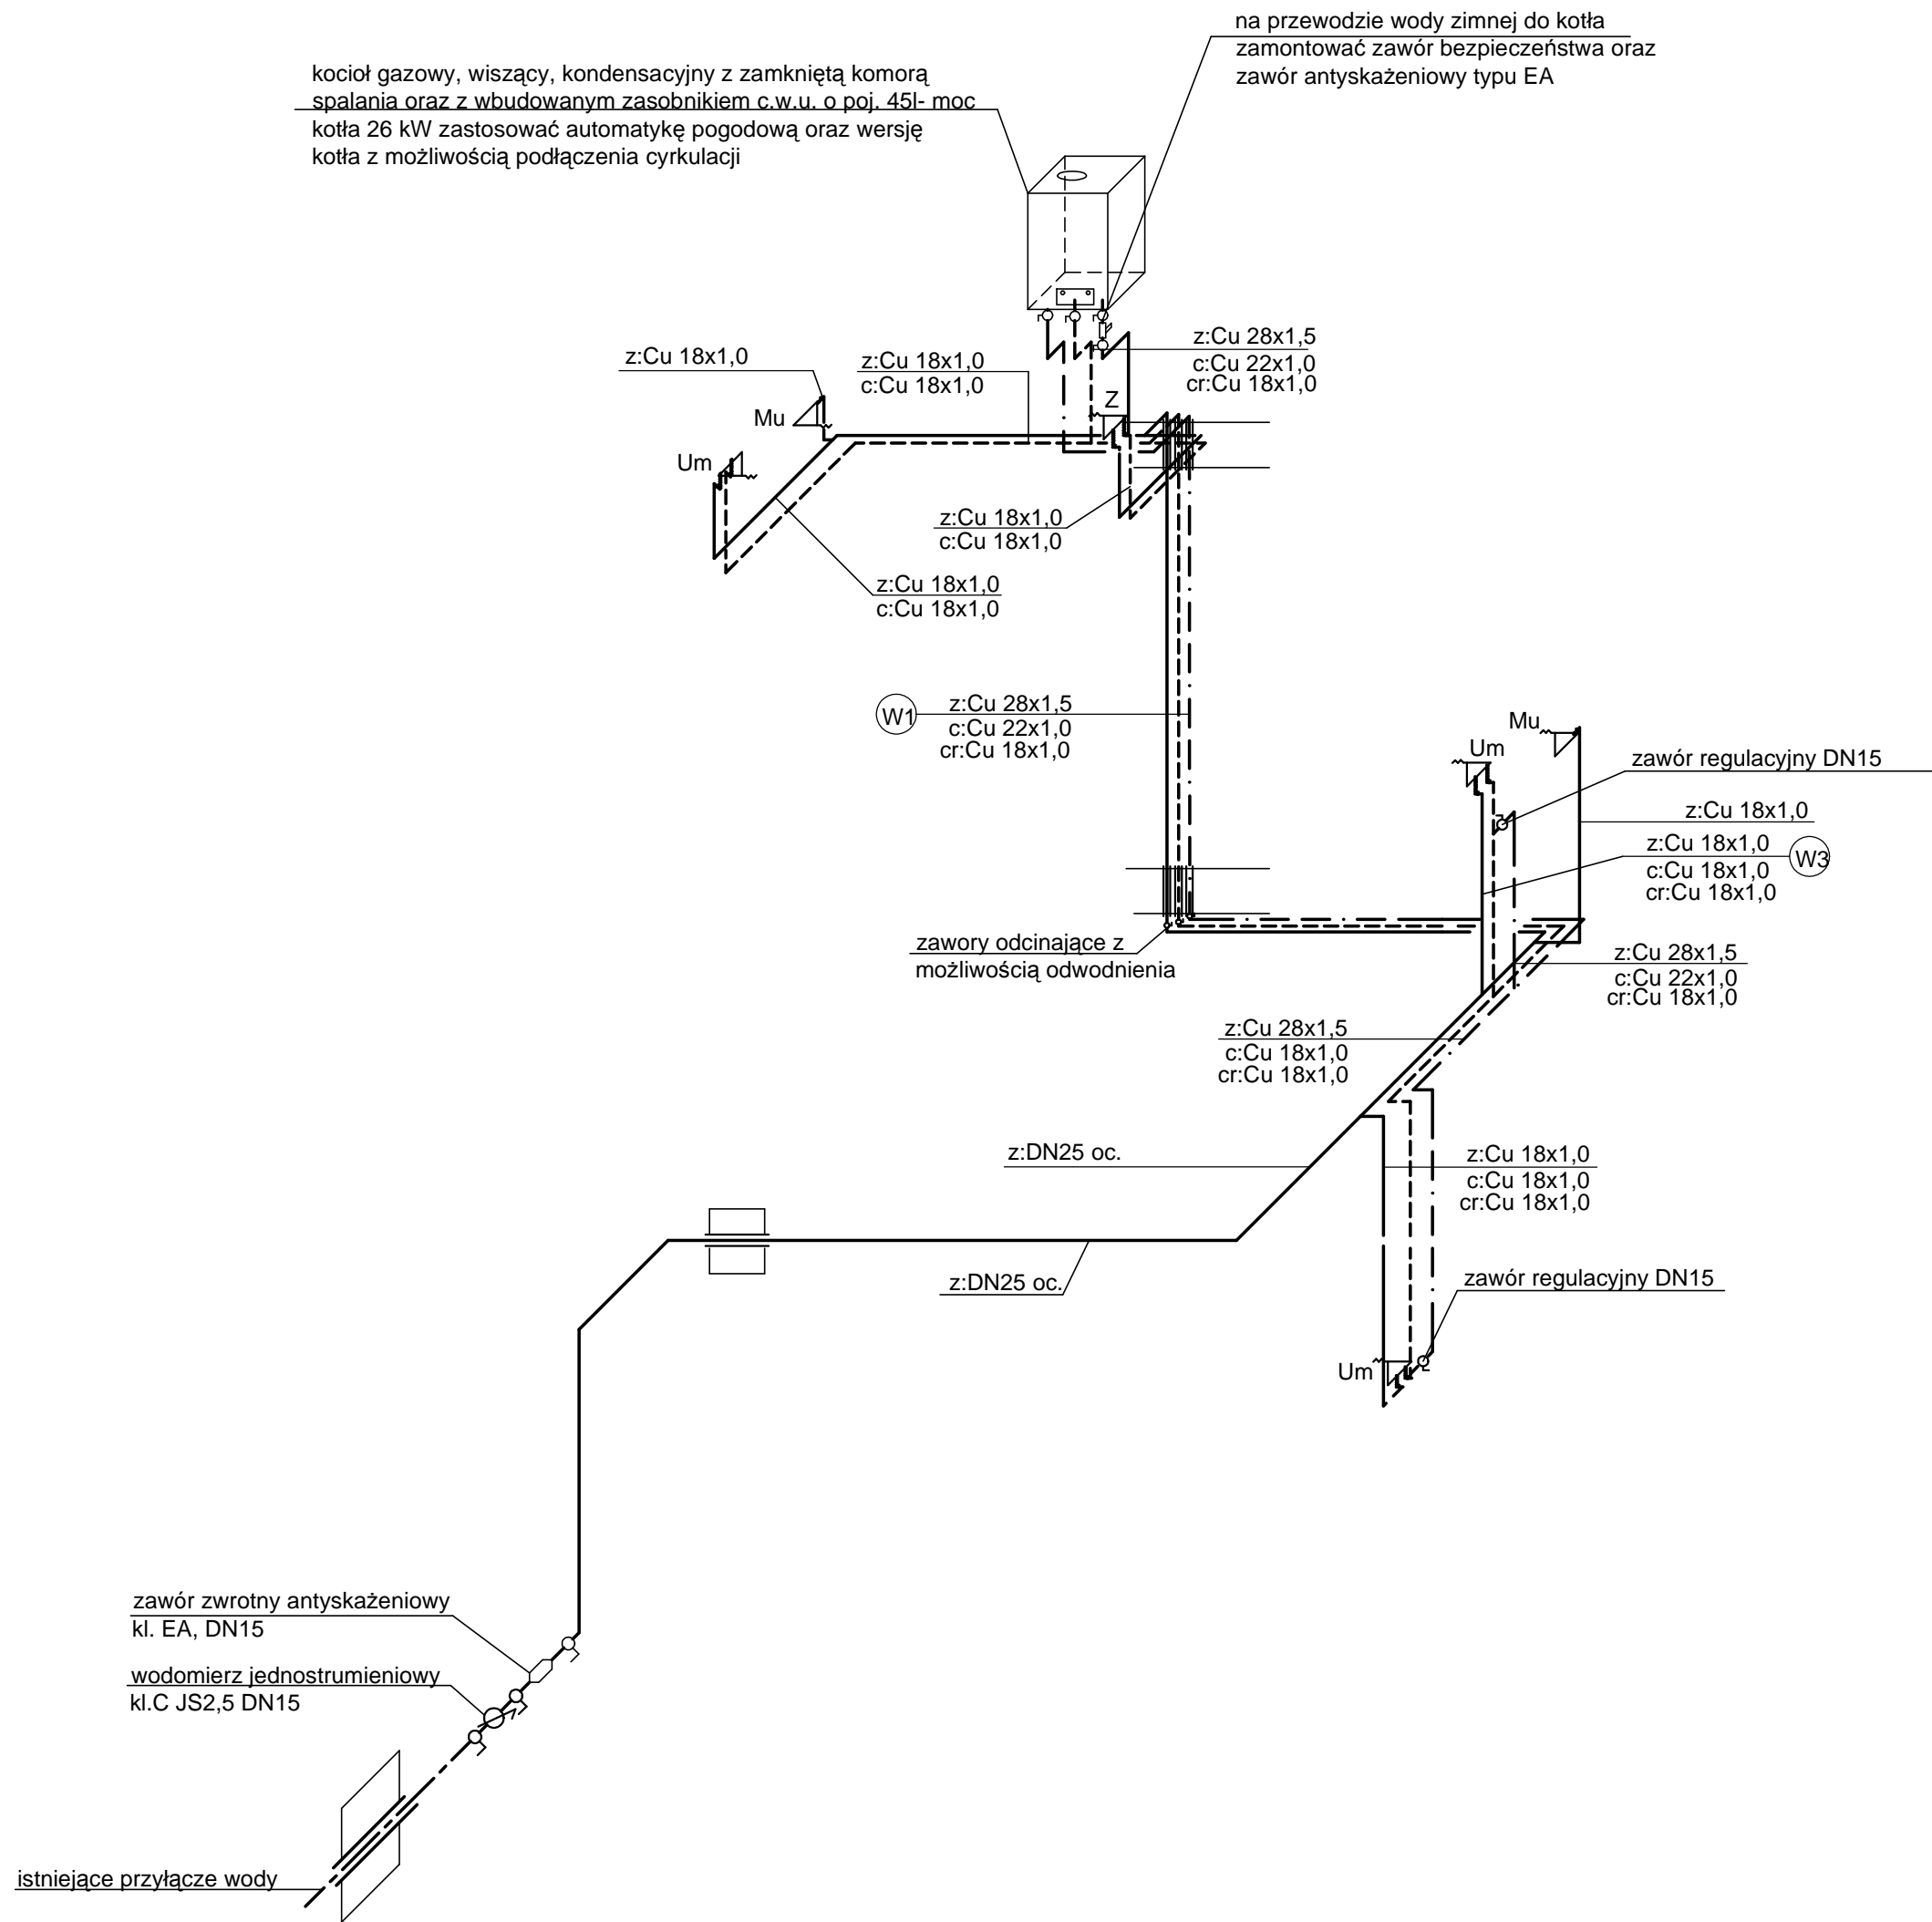 na przewodzie wody zimnej do kotła
zamontować zawór bezpieczeństwa oraz
zawór antyskażeniowy typu EA
kocioł gazowy, wiszący, kondensacyjny z zamkniętą komorą
spalania oraz z wbudowanym zasobnikiem c.w.u. o poj. 45l- moc
kotła 26 kW zastosować automatykę pogodową oraz wersję
kotła z możliwością podłączenia cyrkulacji
z:Cu 28x1,5
c:Cu 22x1,0
cr:Cu 18x1,0
z:Cu 18x1,0
z:Cu 18x1,0
c:Cu 18x1,0
Z
Mu
Um
z:Cu 18x1,0
c:Cu 18x1,0
z:Cu 18x1,0
c:Cu 18x1,0
W1
z:Cu 28x1,5
c:Cu 22x1,0
cr:Cu 18x1,0
Mu
Um
zawór regulacyjny DN15
z:Cu 18x1,0
z:Cu 18x1,0
c:Cu 18x1,0
cr:Cu 18x1,0
W3
zawory odcinające z
możliwością odwodnienia
z:Cu 28x1,5
c:Cu 22x1,0
cr:Cu 18x1,0
z:Cu 28x1,5
c:Cu 18x1,0
cr:Cu 18x1,0
z:DN25 oc.
z:Cu 18x1,0
c:Cu 18x1,0
cr:Cu 18x1,0
z:DN25 oc.
zawór regulacyjny DN15
Um
zawór zwrotny antyskażeniowy
kl. EA, DN15
wodomierz jednostrumieniowy
kl.C JS2,5 DN15
istniejące przyłącze wody